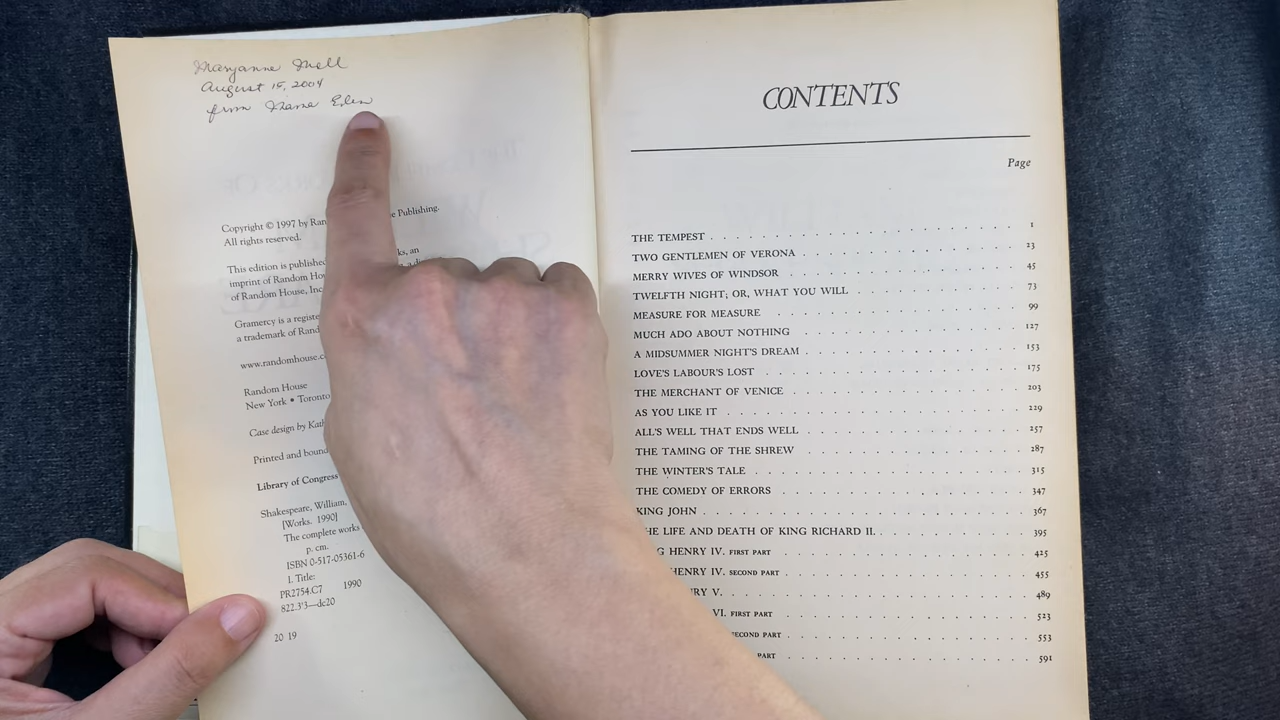 Maryanne Mell
August 15, 2004
from Eden
Copyright © 1997 by Ran e Publishing.
All rights reserved.
This edition is published ks, an
imprint of Random Hou
of Random House, Inc
Gramercy is a registe
a trademark of Rand
www.randomhouse.c
Random House
New York • Toronto
Case design by Kath
Printed and bound
Library of Congress
Shakespeare, William,
[Works. 1990]
The complete works
p. cm.
ISBN 0-517-05361-6
I. Title:
PR2754.C7 1990
822.3'3—dc20
20 19
CONTENTS
Page
THE TEMPEST . . . 1
TWO GENTLEMEN OF VERONA . . . 23
MERRY WIVES OF WINDSOR . . . 45
TWELFTH NIGHT; OR, WHAT YOU WILL . . . 73
MEASURE FOR MEASURE . . . 99
MUCH ADO ABOUT NOTHING . . . 127
A MIDSUMMER NIGHT'S DREAM . . . 153
LOVE'S LABOUR'S LOST . . . 175
THE MERCHANT OF VENICE . . . 203
AS YOU LIKE IT . . . 229
ALL'S WELL THAT ENDS WELL . . . 257
THE TAMING OF THE SHREW . . . 287
THE WINTER'S TALE . . . 315
THE COMEDY OF ERRORS . . . 347
KING JOHN . . . 367
HE LIFE AND DEATH OF KING RICHARD II. . . . 395
G HENRY IV. FIRST PART . . . 425
HENRY IV. SECOND PART . . . 455
RY V. . . . 489
VI. FIRST PART . . . 523
SECOND PART . . . 553
PART . . . 591